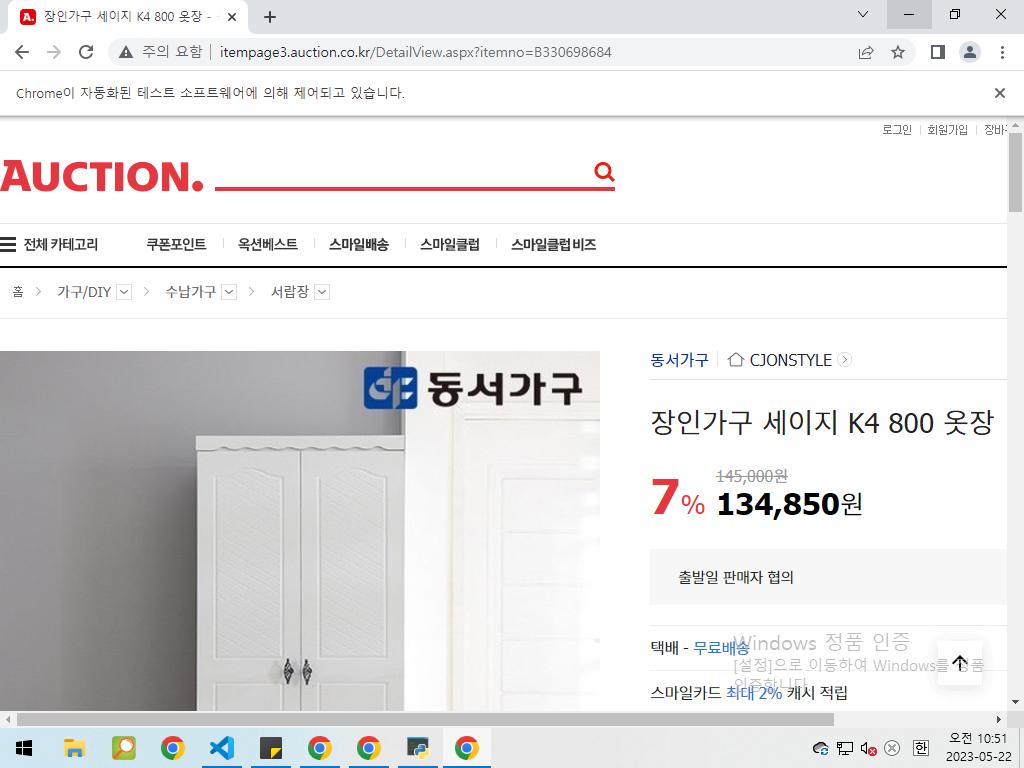 장인가구 세이지 K4 800 옷장 -
주의 요함
itempage3.auction.co.kr/DetailView.aspx?itemno=B330698684
Chrome이 자동화된 테스트 소프트웨어에 의해 제어되고 있습니다.
로그인 회원가입 장바구
AUCTION.
전체 카테고리 쿠폰포인트 옥션베스트 스마일배송 스마일클럽 스마일클럽 비즈
홈 가구/DIY 수납가구 서랍장
동서가구
동서가구 CJONSTYLE
장인가구 세이지 K4 800 옷장
145,000원
7% 134,850원
출발일 판매자 협의
택배 - 무료배송
Windows 정품 인증
[설정]으로 이동하여 Windows를 정품
인증합니다.
스마일카드 최대 2% 캐시 적립
한
오전 10:51
2023-05-22